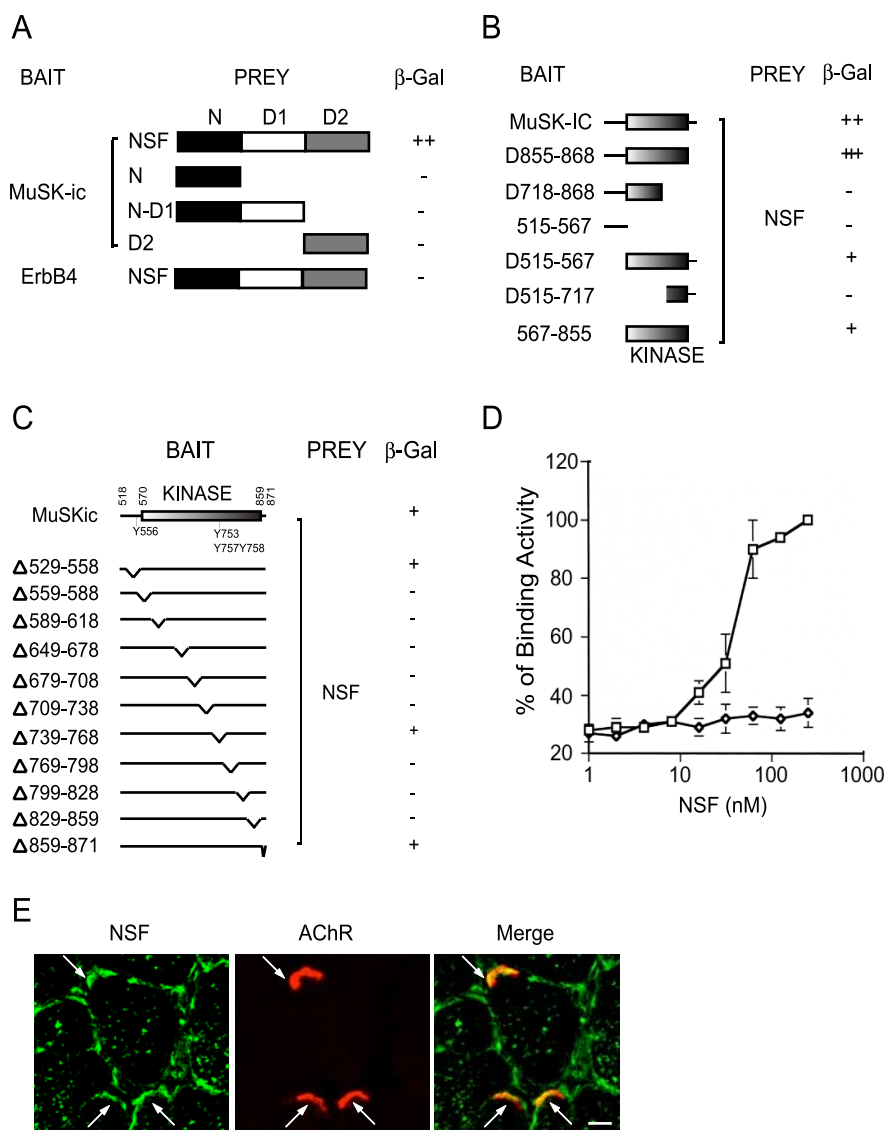 A
BAIT PREY β-Gal
N D1 D2
MuSK-ic
NSF ++
N -
N-D1 -
D2 -
ErbB4 NSF -
B
BAIT PREY β-Gal
MuSK-IC ++
D855-868 +++
D718-868 -
515-567 -
NSF
D515-567 +
D515-717 -
567-855 +
KINASE
C
BAIT PREY β-Gal
518 570 KINASE 859 871
MuSKic +
Y556 Y753
Y757Y758
Δ529-558 +
Δ559-588 -
Δ589-618 -
Δ649-678 -
Δ679-708 -
NSF
Δ709-738 -
Δ739-768 +
Δ769-798 -
Δ799-828 -
Δ829-859 -
Δ859-871 +
D
% of Binding Activity
120
100
80
60
40
20
1 10 100 1000
NSF (nM)
E
NSF AChR Merge